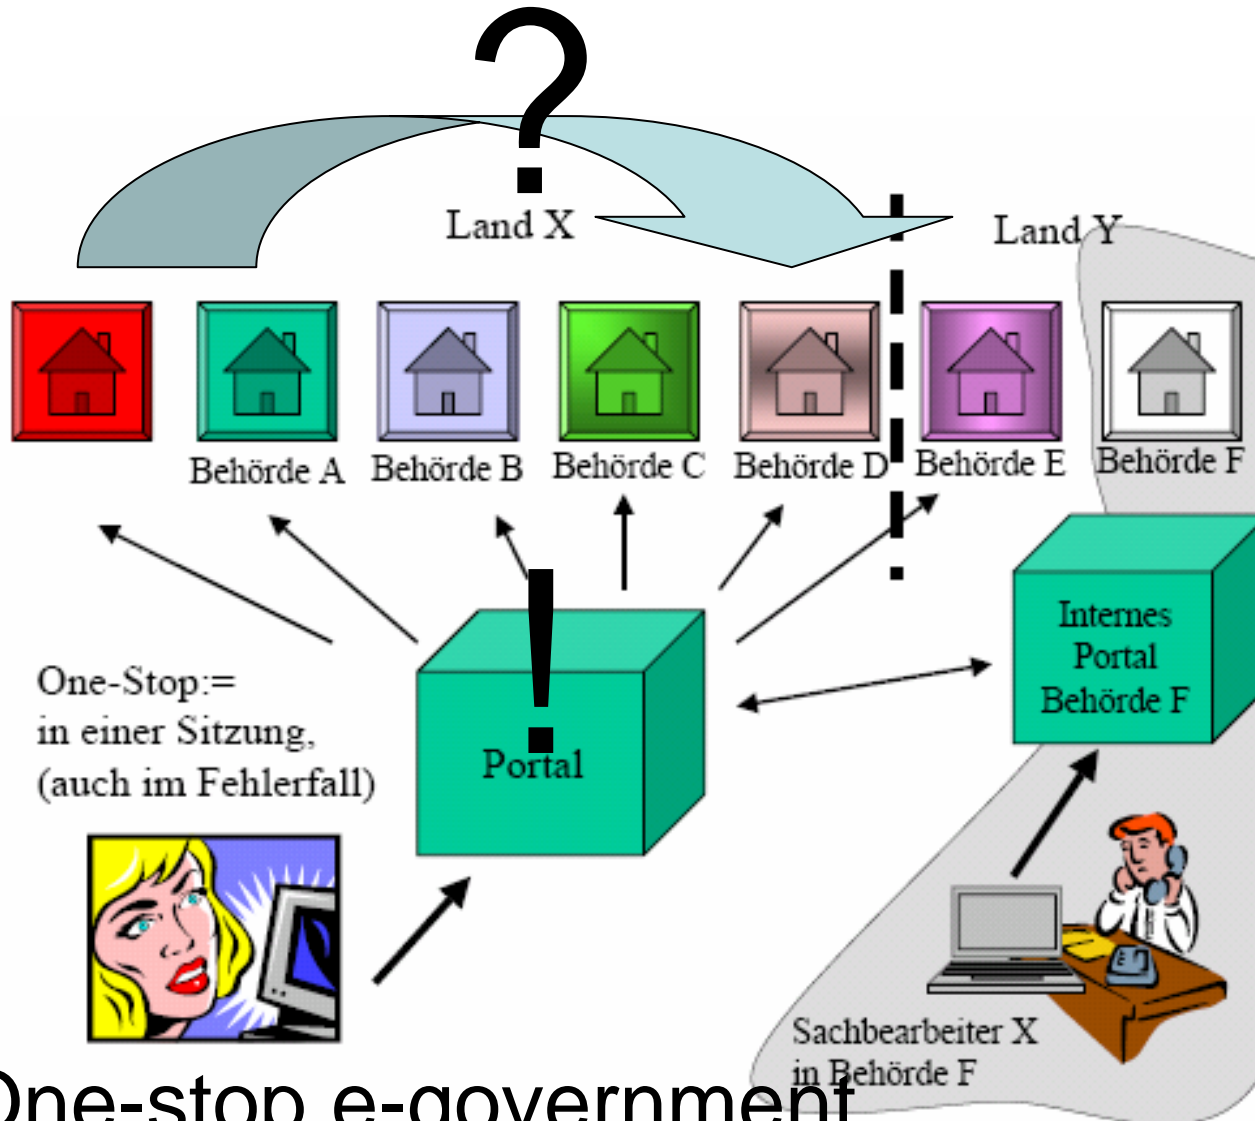 ?
Land X
Land Y
Behörde A
Behörde B
Behörde C
Behörde D
Behörde E
Behörde F
!
Internes
Portal
Behörde F
One-Stop:=
in einer Sitzung,
(auch im Fehlerfall)
Portal
Sachbearbeiter X
in Behörde F
One-stop e-government